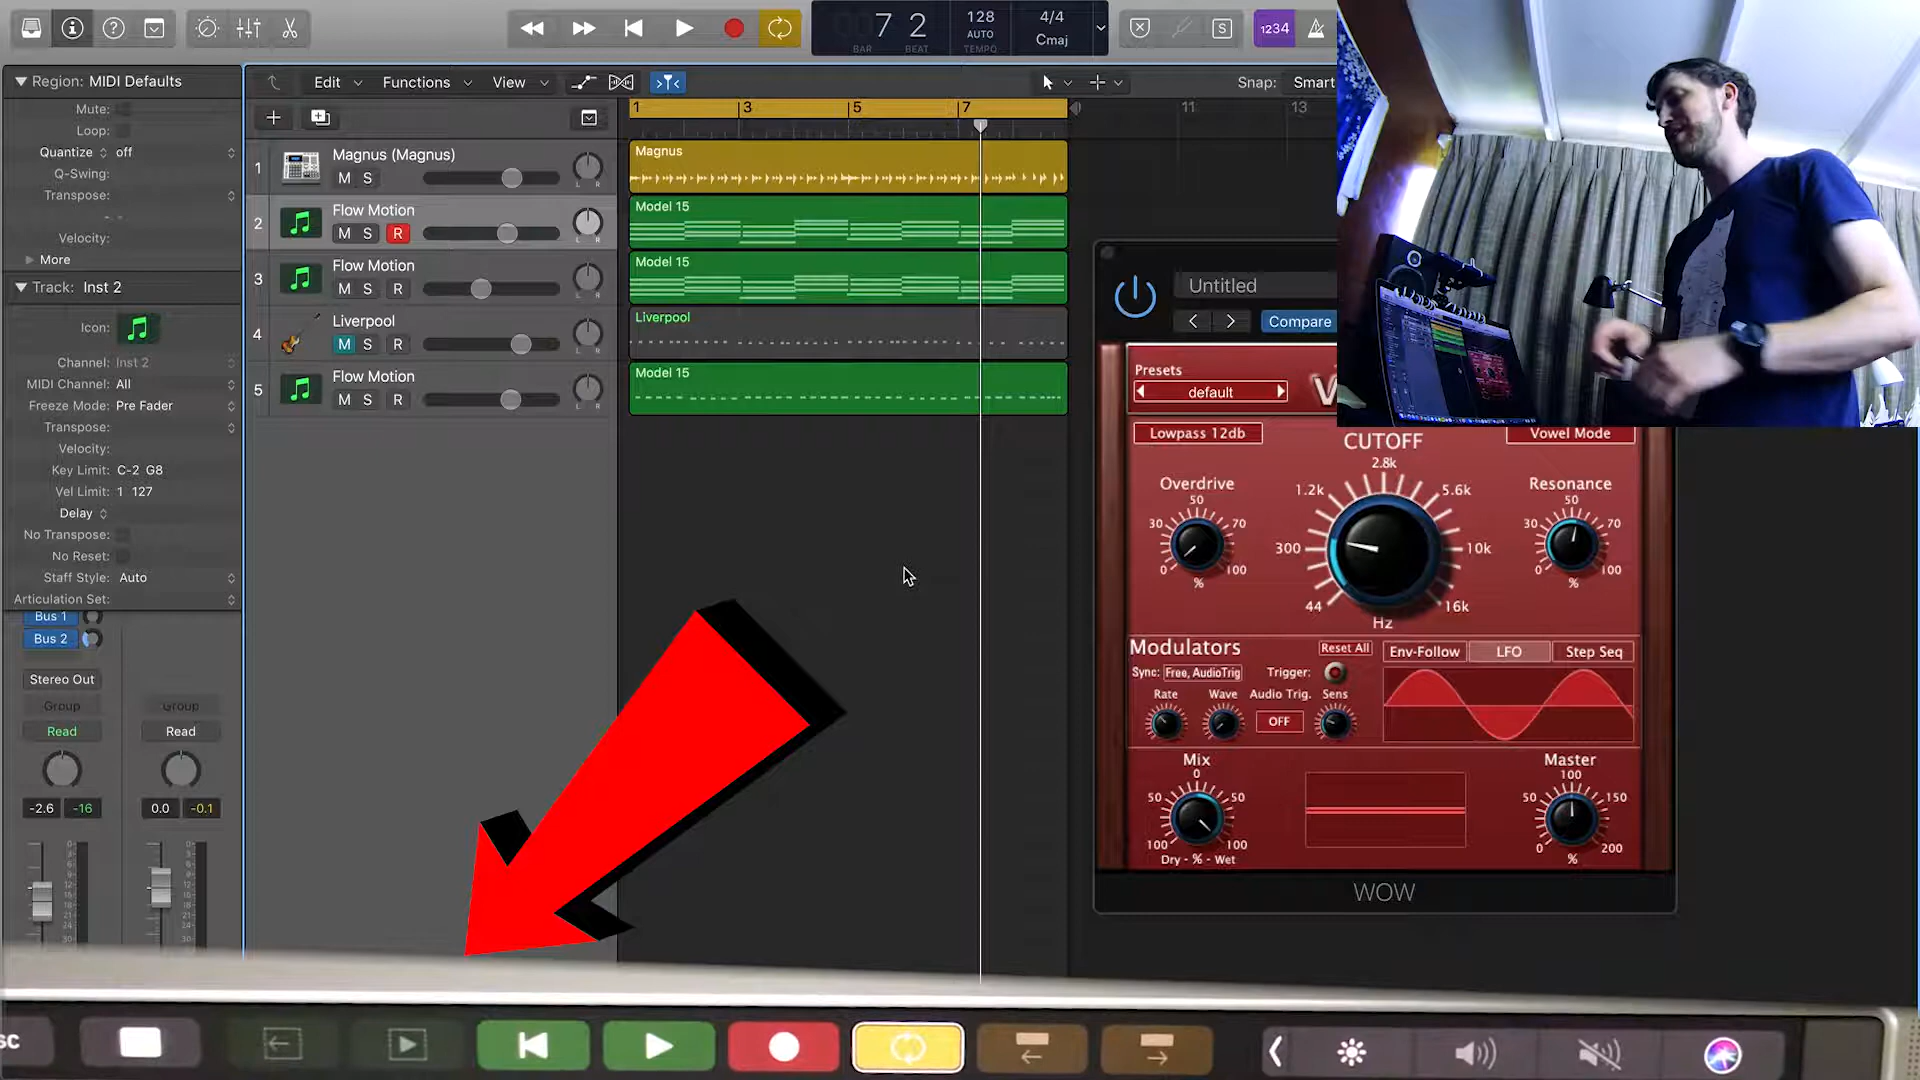 7 2
BAR BEAT
128
AUTO
TEMPO
4/4
Cmaj
S
1234
Region: MIDI Defaults
Mute:
Loop:
Quantize off
Q-Swing:
Transpose:
Velocity:
More
Track: Inst 2
Icon:
Channel: Inst 2
MIDI Channel: All
Freeze Mode: Pre Fader
Transpose:
Velocity:
Key Limit: C-2 G8
Vel Limit: 1 127
Delay
No Transpose:
No Reset:
Staff Style: Auto
Articulation Set:
Bus 1
Bus 2
Stereo Out
Group Group
Read Read
-2.6 -16 0.0 -0.1
Edit Functions View
Snap: Smart
1 3 5 7 11 13
1 Magnus (Magnus)
M S
2 Flow Motion
M S R
3 Flow Motion
M S R
4 Liverpool
M S R
5 Flow Motion
M S R
Magnus
Model 15
Model 15
Liverpool
Model 15
Untitled
Compare
Presets
default
Lowpass 12db
CUTOFF
Vowel Mode
2.8k
1.2k 5.6k
300 10k
44 16k
Hz
Overdrive
50
30 70
0 100
%
Resonance
50
30 70
0 100
%
Modulators
Reset All
Env-Follow LFO Step Seq
Sync: Free, AudioTrig Trigger:
Rate Wave Audio Trig. Sens
OFF
Mix
0
50 50
100 100
Dry - % - Wet
Master
100
50 150
0 200
%
WOW
sc